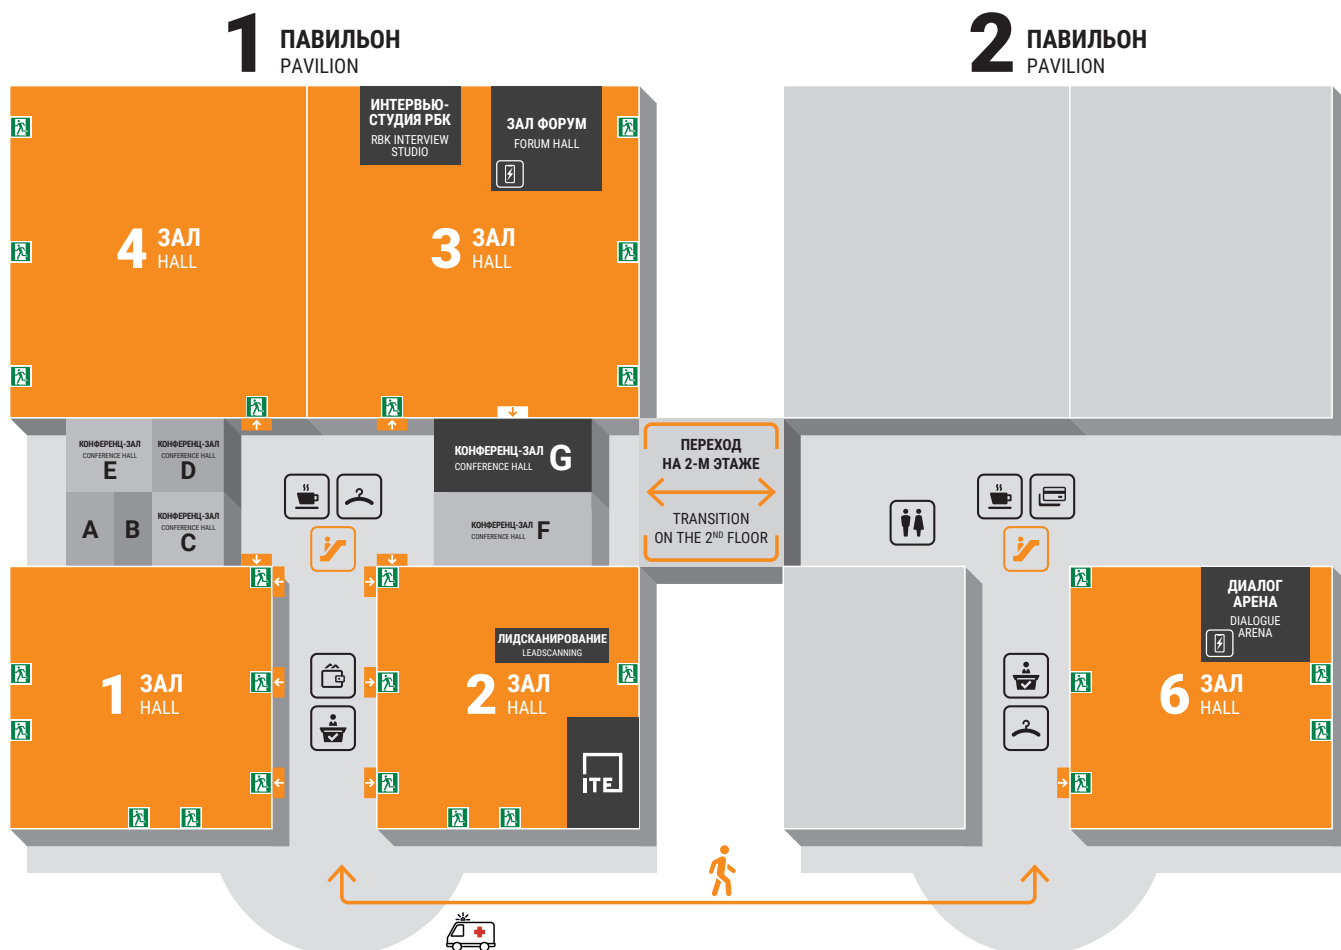 1 ПАВИЛЬОН
PAVILION
2 ПАВИЛЬОН
PAVILION
ИНТЕРВЬЮ-
СТУДИЯ РБК
RBK INTERVIEW
STUDIO
ЗАЛ ФОРУМ
FORUM HALL
4 ЗАЛ
HALL
3 ЗАЛ
HALL
КОНФЕРЕНЦ-ЗАЛ
CONFERENCE HALL
E
КОНФЕРЕНЦ-ЗАЛ
CONFERENCE HALL
D
A
B
КОНФЕРЕНЦ-ЗАЛ
CONFERENCE HALL
C
КОНФЕРЕНЦ-ЗАЛ
CONFERENCE HALL
G
КОНФЕРЕНЦ-ЗАЛ
CONFERENCE HALL
F
ПЕРЕХОД
НА 2-М ЭТАЖЕ
TRANSITION
ON THE 2ND FLOOR
1 ЗАЛ
HALL
ЛИДСКАНИРОВАНИЕ
LEADSCANNING
2 ЗАЛ
HALL
ITE
ДИАЛОГ
АРЕНА
DIALOGUE
ARENA
6 ЗАЛ
HALL